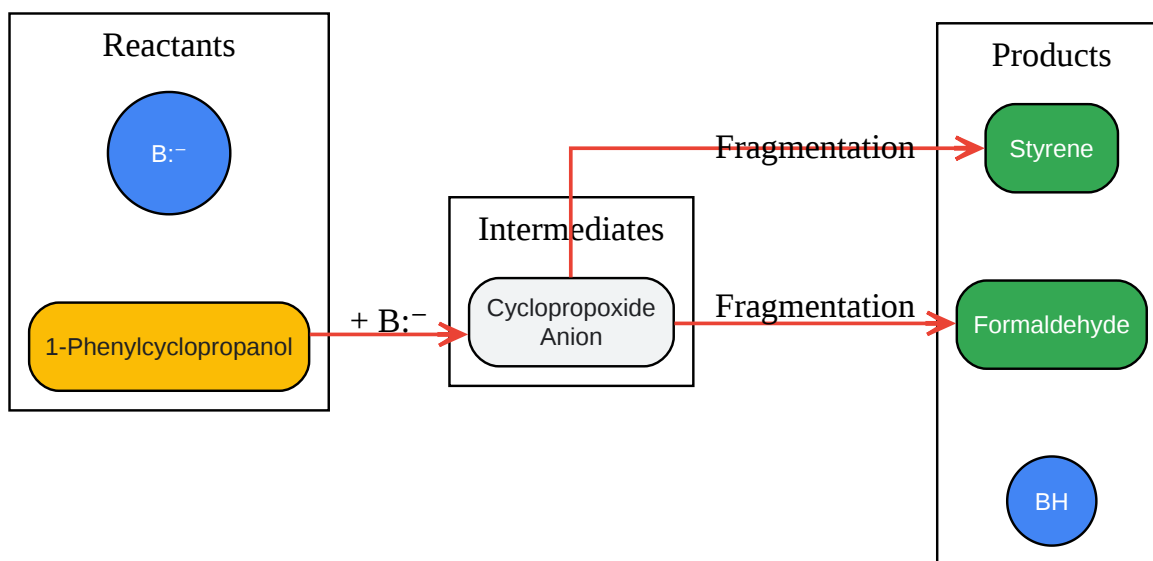 Reactants
B:⁻
1-Phenylcyclopropanol
+ B:⁻
Intermediates
Cyclopropoxide
Anion
Fragmentation
Fragmentation
Products
Styrene
Formaldehyde
BH